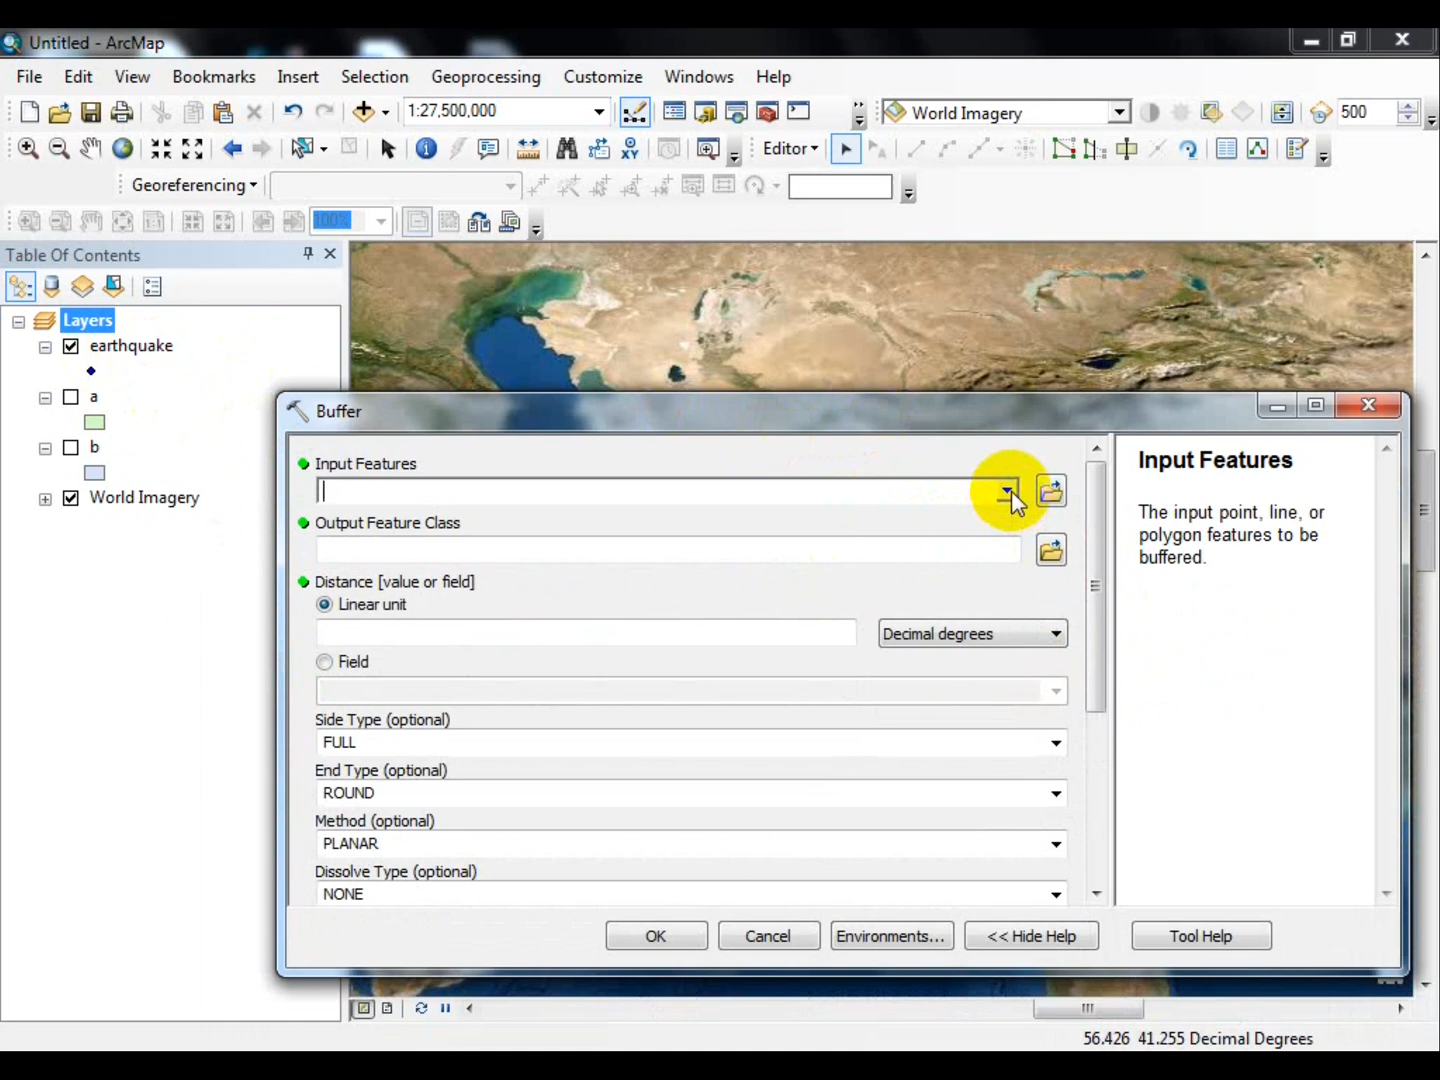 Untitled - ArcMap
File Edit View Bookmarks Insert Selection Geoprocessing Customize Windows Help
1:27,500,000 World Imagery 500
Editor
Georeferencing
100%
Table Of Contents
Layers
earthquake
a
b
World Imagery
Buffer
Input Features
Output Feature Class
Distance [value or field]
Linear unit
Decimal degrees
Field
Side Type (optional)
FULL
End Type (optional)
ROUND
Method (optional)
PLANAR
Dissolve Type (optional)
NONE
OK Cancel Environments... << Hide Help Tool Help
Input Features
The input point, line, or
polygon features to be
buffered.
56.426 41.255 Decimal Degrees